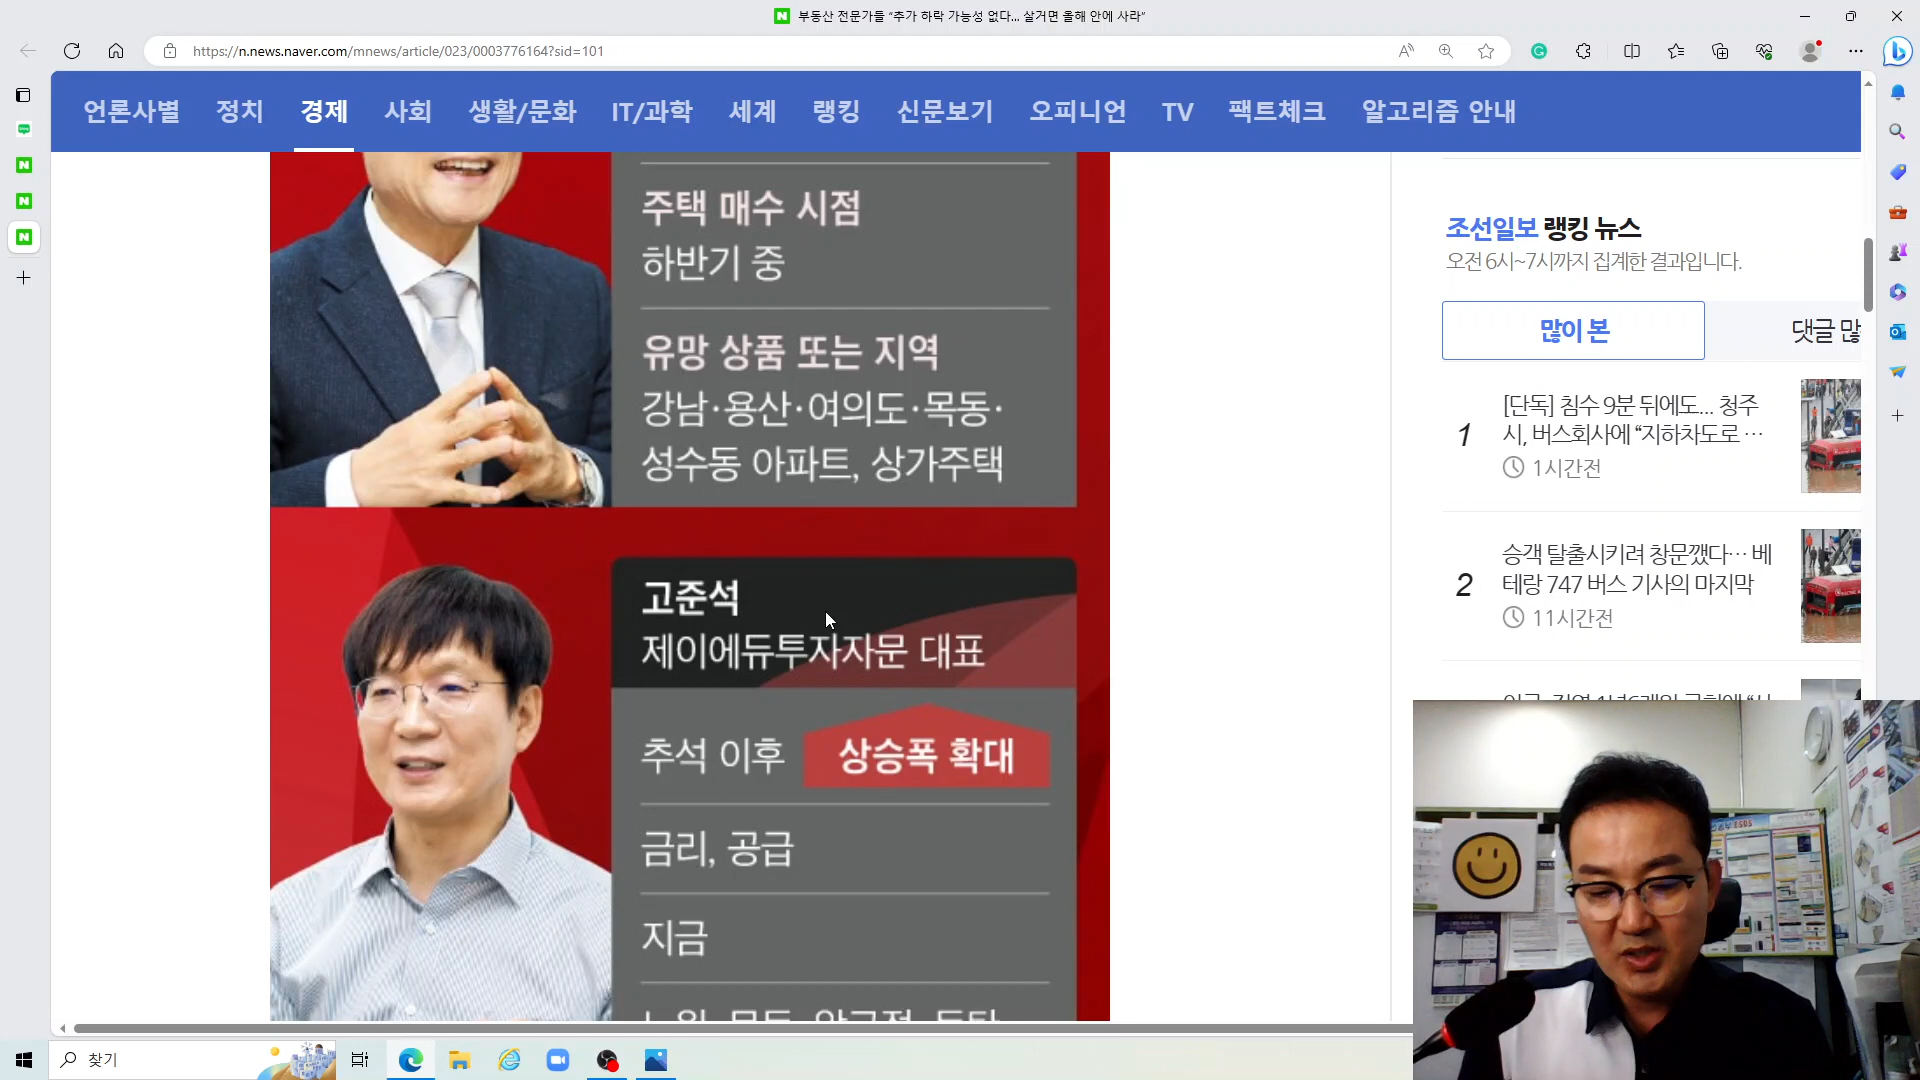 부동산 전문가들 “추가 하락 가능성 없다... 살거면 올해 안에 사라”
https://n.news.naver.com/mnews/article/023/0003776164?sid=101
언론사별 정치 경제 사회 생활/문화 IT/과학 세계 랭킹 신문보기 오피니언 TV 팩트체크 알고리즘 안내
주택 매수 시점
하반기 중
유망 상품 또는 지역
강남·용산·여의도·목동·
성수동 아파트, 상가주택
고준석
제이에듀투자자문 대표
추석 이후 상승폭 확대
금리, 공급
지금
조선일보 랭킹 뉴스
오전 6시~7시까지 집계한 결과입니다.
많이 본 댓글 많
1 [단독] 침수 9분 뒤에도... 청주
시, 버스회사에 “지하차도로 …
1시간전
2 승객 탈출시키려 창문깼다… 베
테랑 747 버스 기사의 마지막
11시간전
찾기